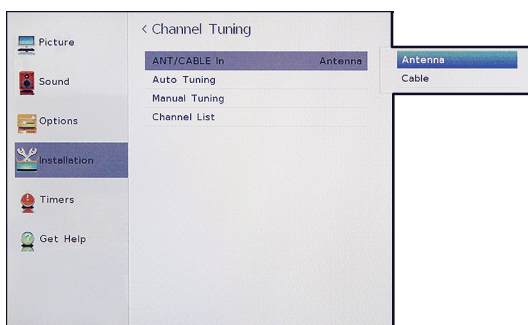 Picture
Sound
Options
Installation
Timers
Get Help
< Channel Tuning
ANT/CABLE In Antenna
Auto Tuning
Manual Tuning
Channel List
Antenna
Cable